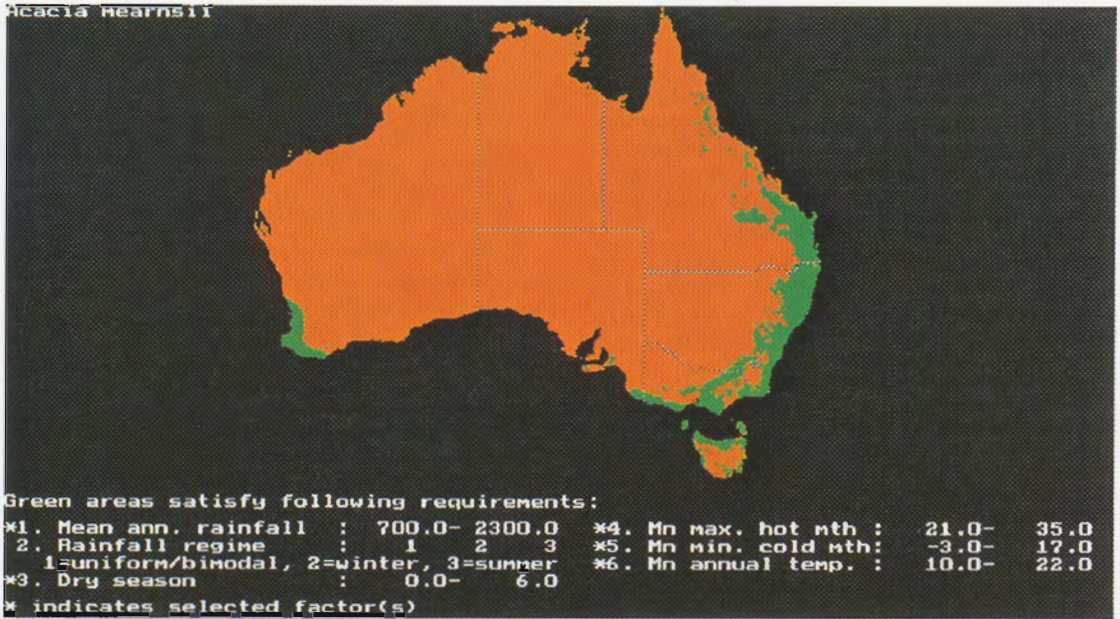 Acacia Mearnsii
Green areas satisfy following requirements:
*1. Mean ann. rainfall : 700.0- 2300.0 *4. Mn max. hot mth : 21.0- 35.0
2. Rainfall regime : 1 2 3 *5. Mn min. cold mth: -3.0- 17.0
1=uniform/bimodal, 2=winter, 3=summer *6. Mn annual temp. : 10.0- 22.0
*3. Dry season : 0.0- 6.0
* indicates selected factor(s)